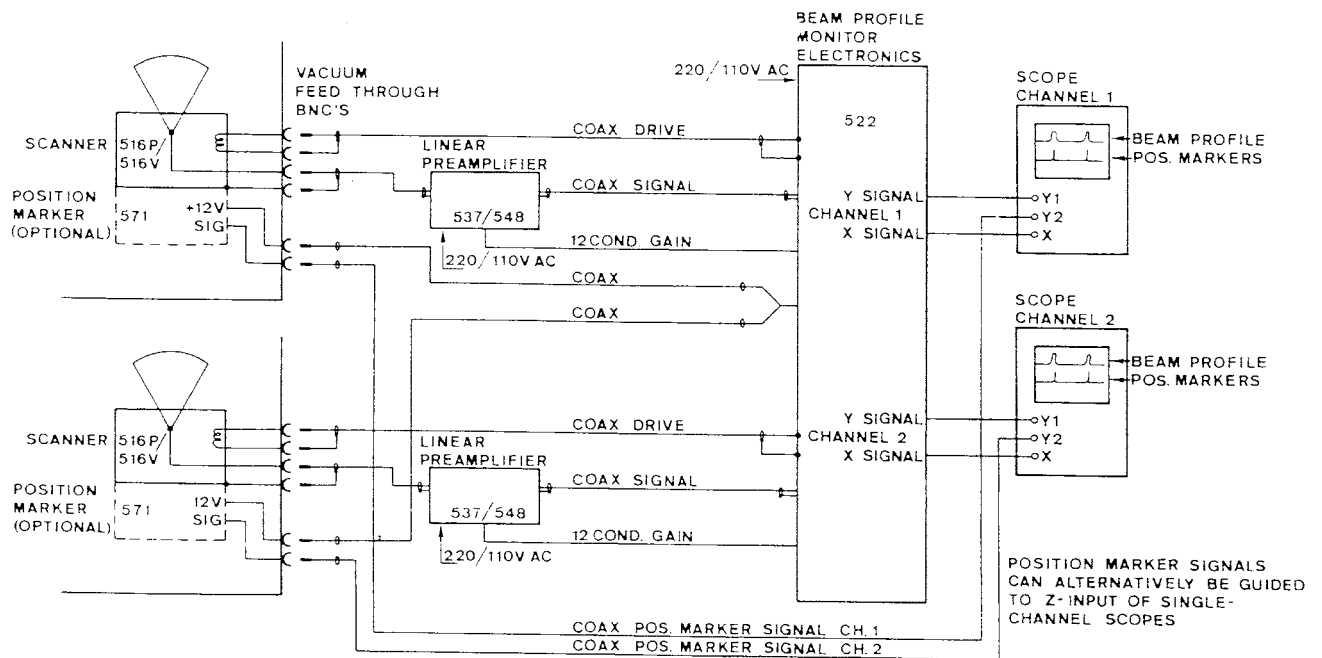 BEAM PROFILE
MONITOR
ELECTRONICS
220/110V AC
522
VACUUM
FEED THROUGH
BNC'S
SCANNER
516P/
516V
POSITION
MARKER
(OPTIONAL)
571
+12V
SIG
COAX DRIVE
LINEAR
PREAMPLIFIER
537/548
COAX SIGNAL
12 COND. GAIN
220/110V AC
COAX
COAX
Y SIGNAL
CHANNEL 1
X SIGNAL
SCOPE
CHANNEL 1
BEAM PROFILE
POS. MARKERS
Y1
Y2
X
SCOPE
CHANNEL 2
BEAM PROFILE
POS. MARKERS
Y1
Y2
X
SCANNER
516P/
516V
POSITION
MARKER
(OPTIONAL)
571
12V
SIG
COAX DRIVE
LINEAR
PREAMPLIFIER
537/548
COAX SIGNAL
12 COND. GAIN
220/110V AC
Y SIGNAL
CHANNEL 2
X SIGNAL
POSITION MARKER SIGNALS
CAN ALTERNATIVELY BE GUIDED
TO Z-INPUT OF SINGLE-
CHANNEL SCOPES
COAX POS. MARKER SIGNAL CH. 1
COAX POS. MARKER SIGNAL CH. 2